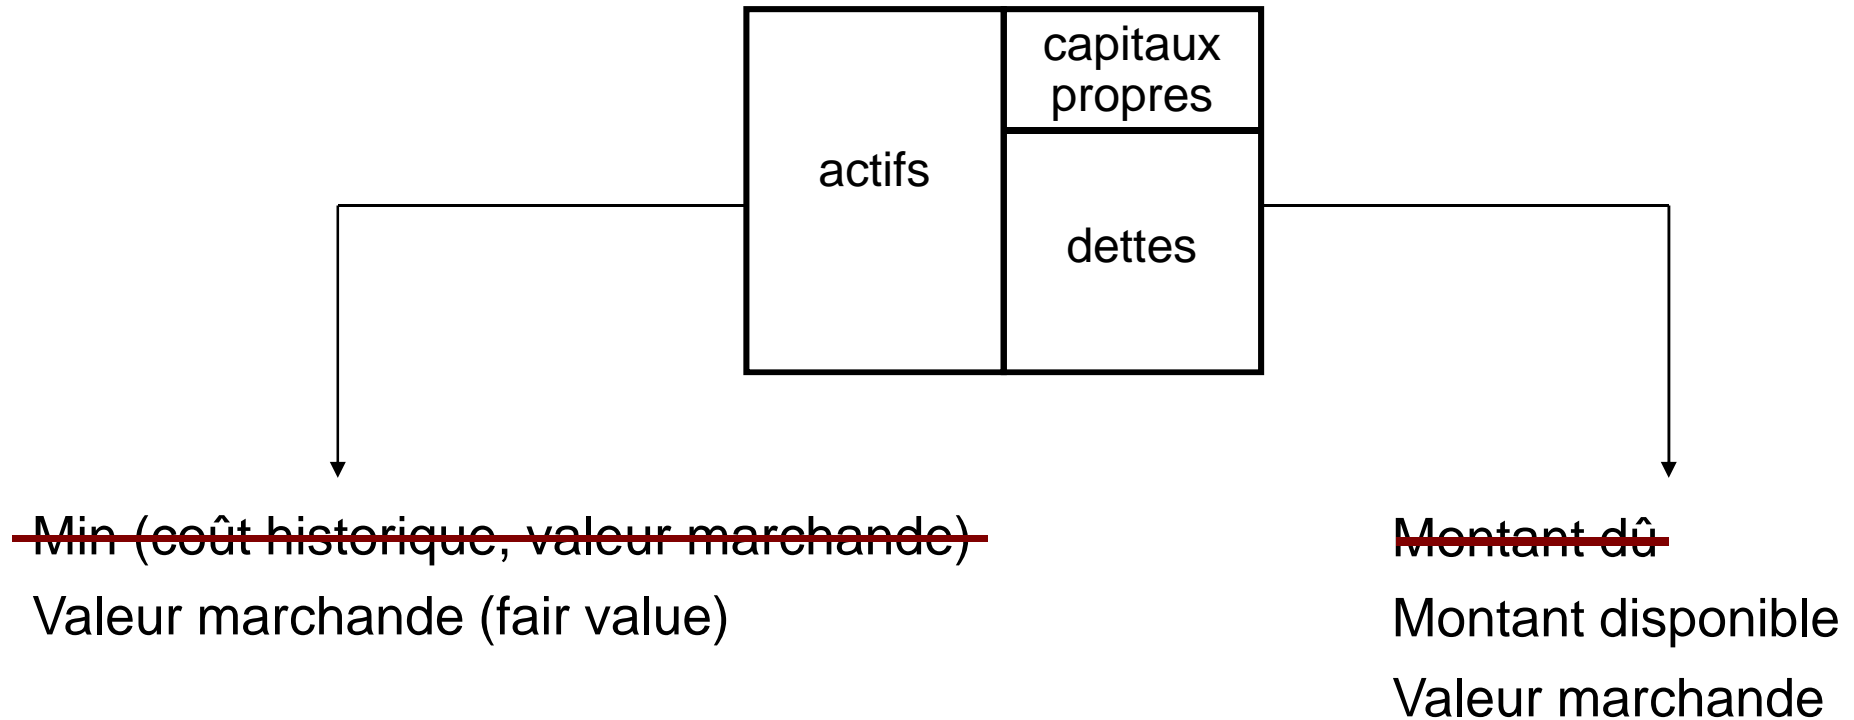 capitaux
propres
actifs
dettes
Min (coût historique, valeur marchande)
Valeur marchande (fair value)
Montant dû
Montant disponible
Valeur marchande